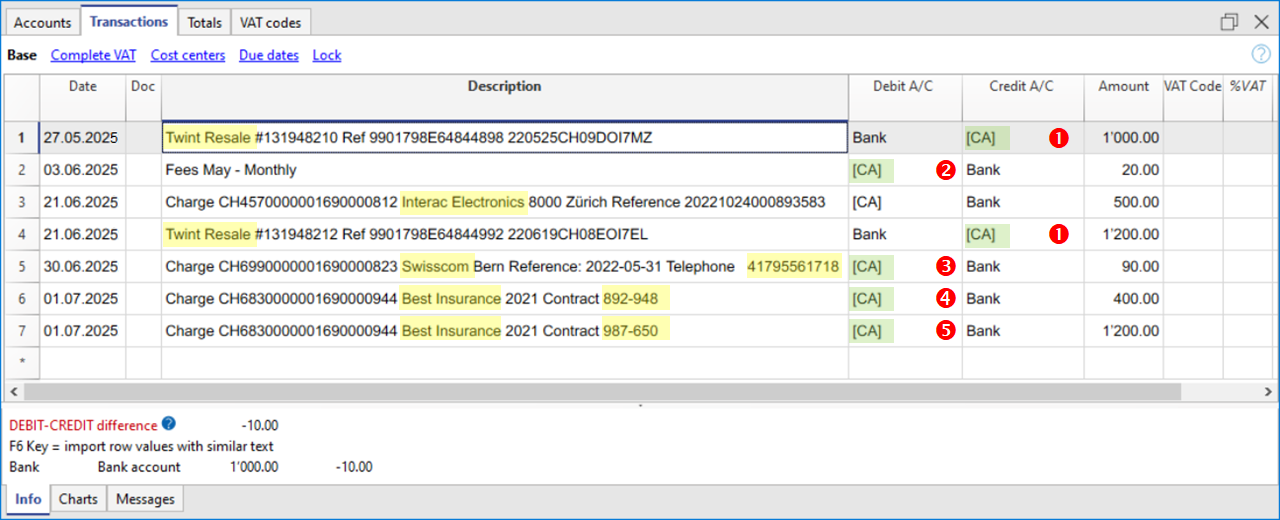 Accounts Transactions Totals VAT codes
Base Complete VAT Cost centers Due dates Lock ?
Date Doc Description Debit A/C Credit A/C Amount VAT Code %VAT
1 27.05.2025 Twint Resale #131948210 Ref 9901798E64844898 220525CH09DOI7MZ Bank [CA] 1 1'000.00
2 03.06.2025 Fees May - Monthly [CA] 2 Bank 20.00
3 21.06.2025 Charge CH4570000001690000812 Interac Electronics 8000 Zürich Reference 20221024000893583 [CA] Bank 500.00
4 21.06.2025 Twint Resale #131948212 Ref 9901798E64844992 220619CH08EOI7EL Bank [CA] 1 1'200.00
5 30.06.2025 Charge CH6990000001690000823 Swisscom Bern Reference: 2022-05-31 Telephone 41795561718 [CA] 3 Bank 90.00
6 01.07.2025 Charge CH6830000001690000944 Best Insurance 2021 Contract 892-948 [CA] 4 Bank 400.00
7 01.07.2025 Charge CH6830000001690000944 Best Insurance 2021 Contract 987-650 [CA] 5 Bank 1'200.00
*
DEBIT-CREDIT difference ? -10.00
F6 Key = import row values with similar text
Bank Bank account 1'000.00 -10.00
Info Charts Messages